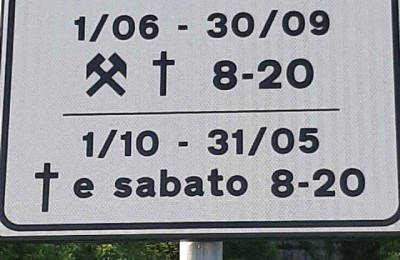 1/06 - 30/09
⚒ † 8-20
1/10 - 31/05
† e sabato 8-20